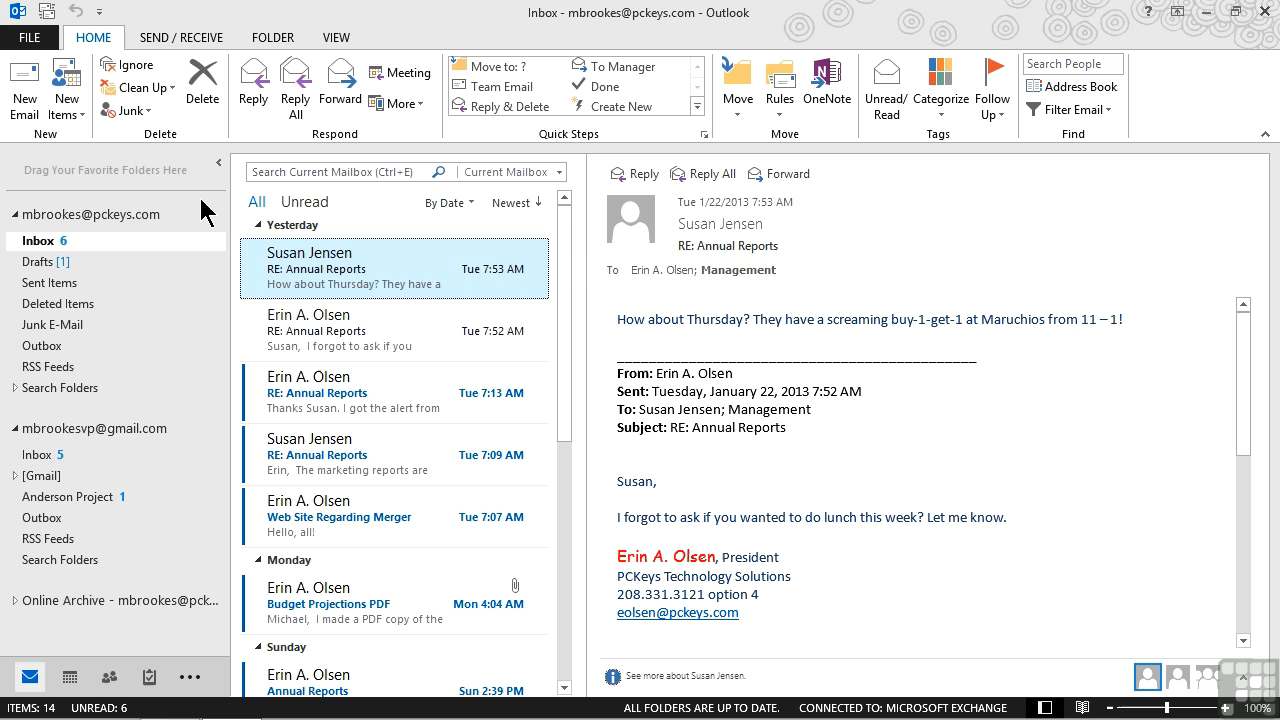 Inbox - mbrookes@pckeys.com - Outlook
FILE
HOME
SEND / RECEIVE
FOLDER
VIEW
New Email
New Items
New
Ignore
Clean Up
Junk
Delete
Delete
Reply
Reply All
Forward
Meeting
More
Respond
Move to: ?
Team Email
Reply & Delete
To Manager
Done
Create New
Quick Steps
Move
Rules
OneNote
Move
Unread/ Read
Categorize
Follow Up
Tags
Search People
Address Book
Filter Email
Find
Drag Your Favorite Folders Here
mbrookes@pckeys.com
Inbox 6
Drafts [1]
Sent Items
Deleted Items
Junk E-Mail
Outbox
RSS Feeds
Search Folders
mbrookesvp@gmail.com
Inbox 5
[Gmail]
Anderson Project 1
Outbox
RSS Feeds
Search Folders
Online Archive - mbrookes@pck...
Search Current Mailbox (Ctrl+E)
Current Mailbox
All Unread
By Date
Newest
Yesterday
Susan Jensen
RE: Annual Reports Tue 7:53 AM
How about Thursday? They have a
Erin A. Olsen
RE: Annual Reports Tue 7:52 AM
Susan, I forgot to ask if you
Erin A. Olsen
RE: Annual Reports Tue 7:13 AM
Thanks Susan. I got the alert from
Susan Jensen
RE: Annual Reports Tue 7:09 AM
Erin, The marketing reports are
Erin A. Olsen
Web Site Regarding Merger Tue 7:07 AM
Hello, all!
Monday
Erin A. Olsen
Budget Projections PDF Mon 4:04 AM
Michael, I made a PDF copy of the
Sunday
Erin A. Olsen
Annual Reports Sun 2:39 PM
Reply
Reply All
Forward
Tue 1/22/2013 7:53 AM
Susan Jensen
RE: Annual Reports
To Erin A. Olsen; Management
How about Thursday? They have a screaming buy-1-get-1 at Maruchios from 11 – 1!
From: Erin A. Olsen
Sent: Tuesday, January 22, 2013 7:52 AM
To: Susan Jensen; Management
Subject: RE: Annual Reports
Susan,
I forgot to ask if you wanted to do lunch this week? Let me know.
Erin A. Olsen, President
PCKeys Technology Solutions
208.331.3121 option 4
eolsen@pckeys.com
See more about Susan Jensen.
ITEMS: 14 UNREAD: 6
ALL FOLDERS ARE UP TO DATE.
CONNECTED TO: MICROSOFT EXCHANGE
100%